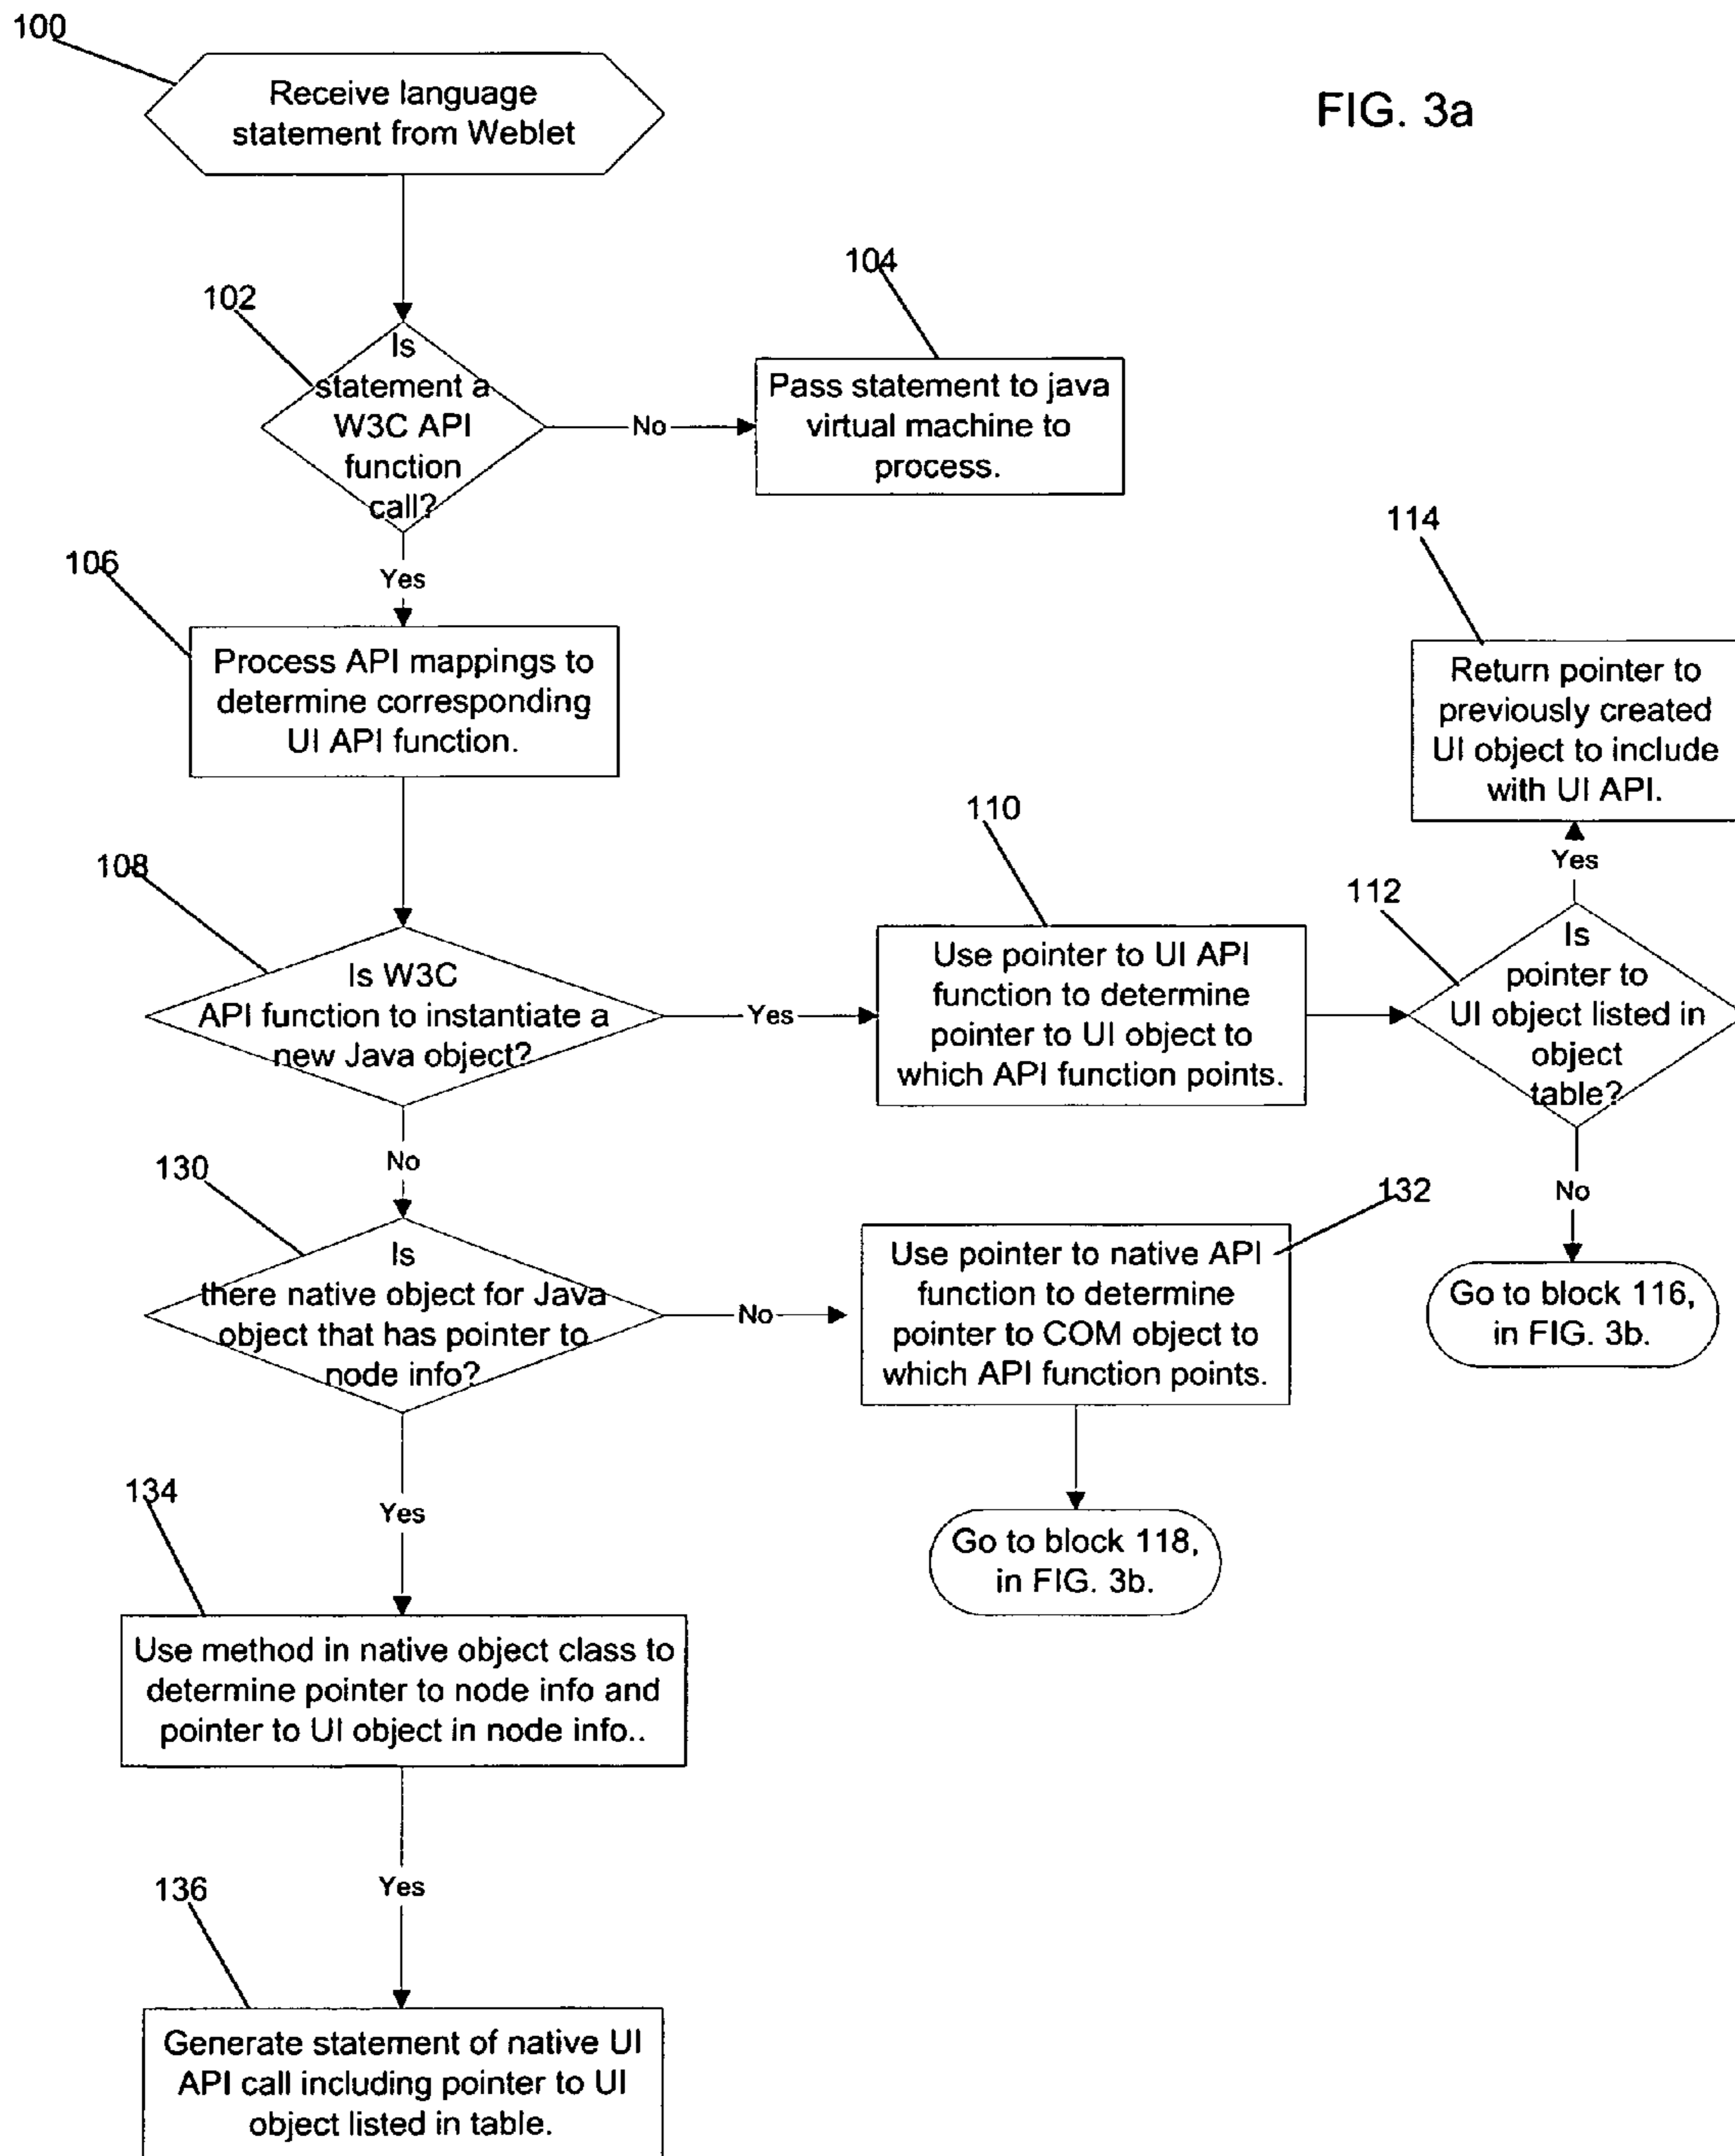 100
Receive language
statement from Weblet
FIG. 3a
102
Is
statement a
W3C API
function
call?
No
104
Pass statement to java
virtual machine to
process.
Yes
106
Process API mappings to
determine corresponding
UI API function.
114
Return pointer to
previously created
UI object to include
with UI API.
Yes
108
Is W3C
API function to instantiate a
new Java object?
Yes
110
Use pointer to UI API
function to determine
pointer to UI object to
which API function points.
112
Is
pointer to
UI object listed in
object
table?
No
Go to block 116,
in FIG. 3b.
No
130
Is
there native object for Java
object that has pointer to
node info?
No
132
Use pointer to native API
function to determine
pointer to COM object to
which API function points.
Go to block 118,
in FIG. 3b.
Yes
134
Use method in native object class to
determine pointer to node info and
pointer to UI object in node info..
Yes
136
Generate statement of native UI
API call including pointer to UI
object listed in table.